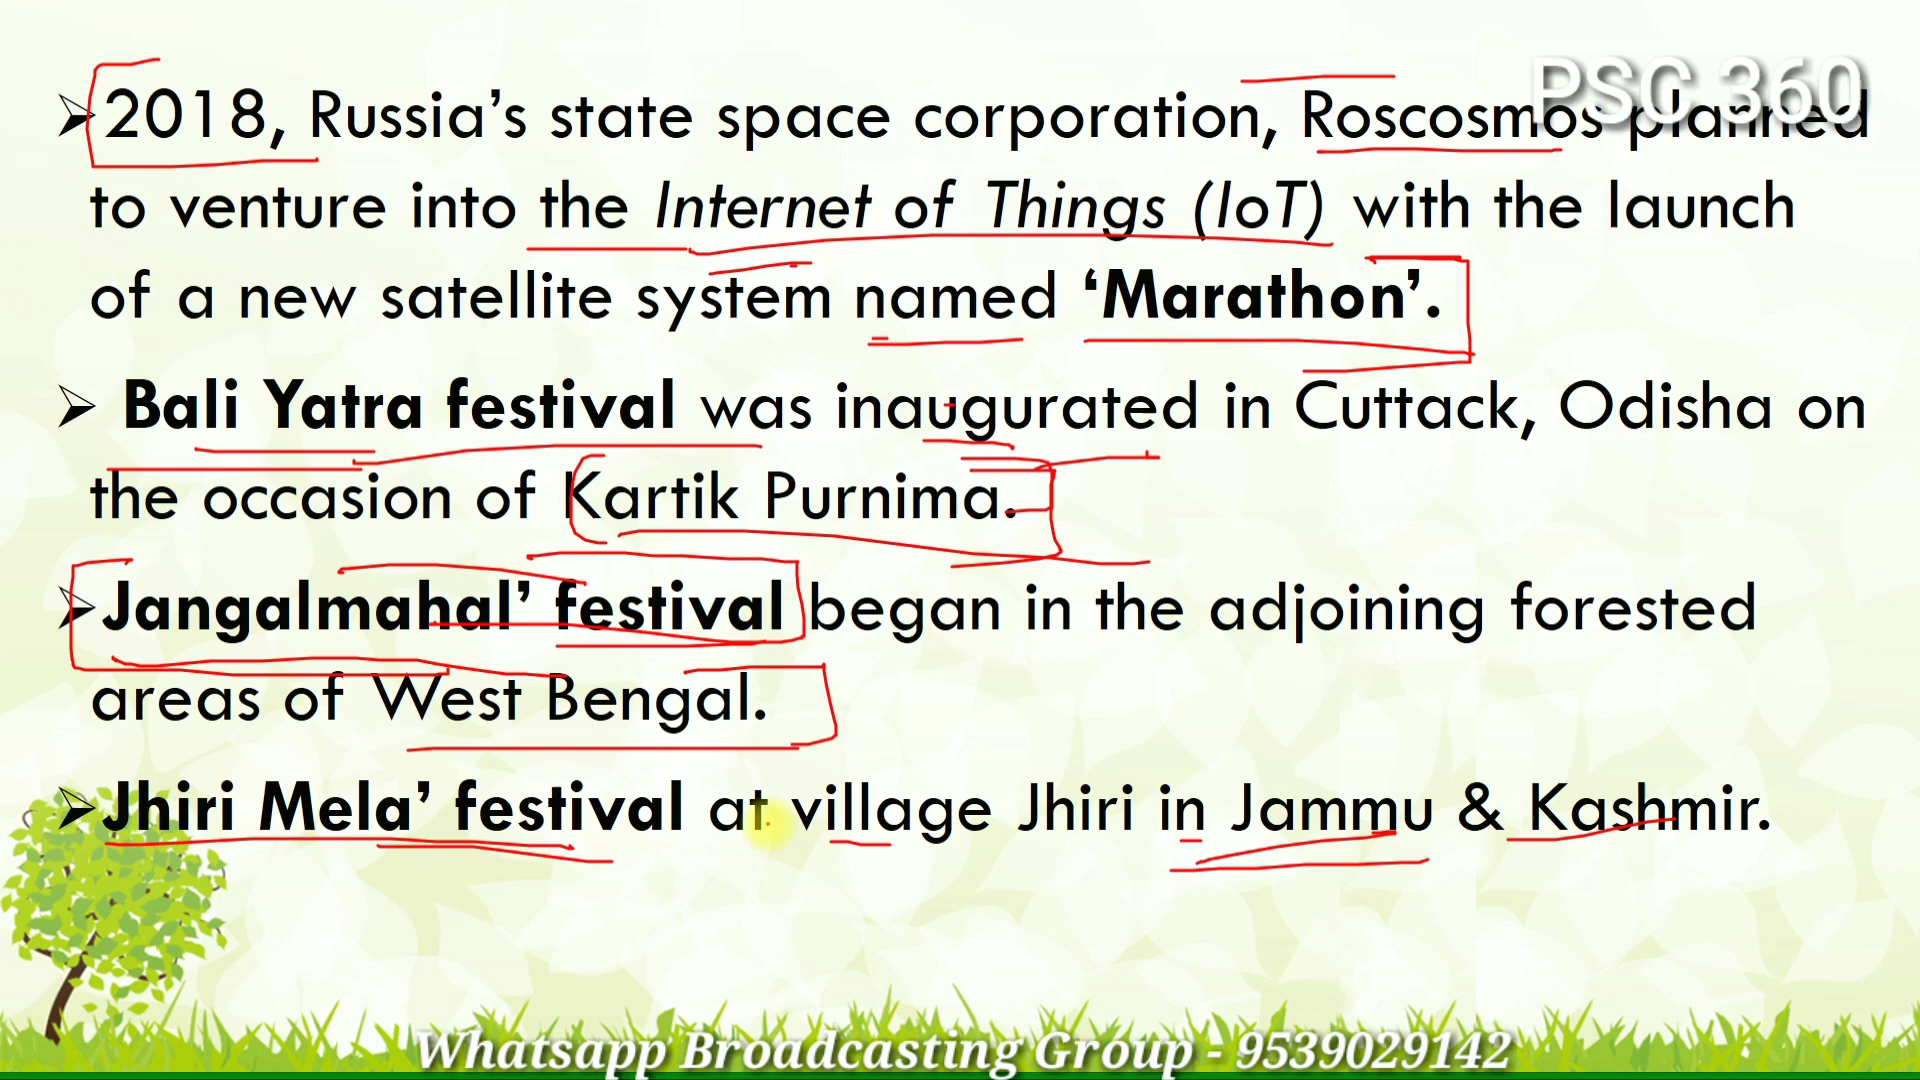 PSC 360
➢2018, Russia’s state space corporation, Roscosmos planned
to venture into the Internet of Things (IoT) with the launch
of a new satellite system named ‘Marathon’.
➢ Bali Yatra festival was inaugurated in Cuttack, Odisha on
the occasion of Kartik Purnima.
➢Jangalmahal’ festival began in the adjoining forested
areas of West Bengal.
➢Jhiri Mela’ festival at village Jhiri in Jammu & Kashmir.
Whatsapp Broadcasting Group - 9539029142